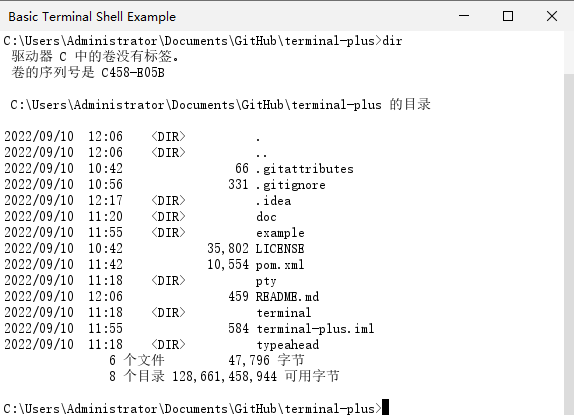 Basic Terminal Shell Example
C:\Users\Administrator\Documents\GitHub\terminal-plus>dir
驱动器 C 中的卷没有标签。
卷的序列号是 C458-E05B
C:\Users\Administrator\Documents\GitHub\terminal-plus 的目录
2022/09/10  12:06    <DIR>          .
2022/09/10  12:06    <DIR>          ..
2022/09/10  10:42                66 .gitattributes
2022/09/10  10:56               331 .gitignore
2022/09/10  12:17    <DIR>          .idea
2022/09/10  11:20    <DIR>          doc
2022/09/10  11:55    <DIR>          example
2022/09/10  10:42            35,802 LICENSE
2022/09/10  11:42            10,554 pom.xml
2022/09/10  11:18    <DIR>          pty
2022/09/10  12:06               459 README.md
2022/09/10  11:18    <DIR>          terminal
2022/09/10  11:55               584 terminal-plus.iml
2022/09/10  11:18    <DIR>          typeahead
6 个文件         47,796 字节
8 个目录 128,661,458,944 可用字节
C:\Users\Administrator\Documents\GitHub\terminal-plus>